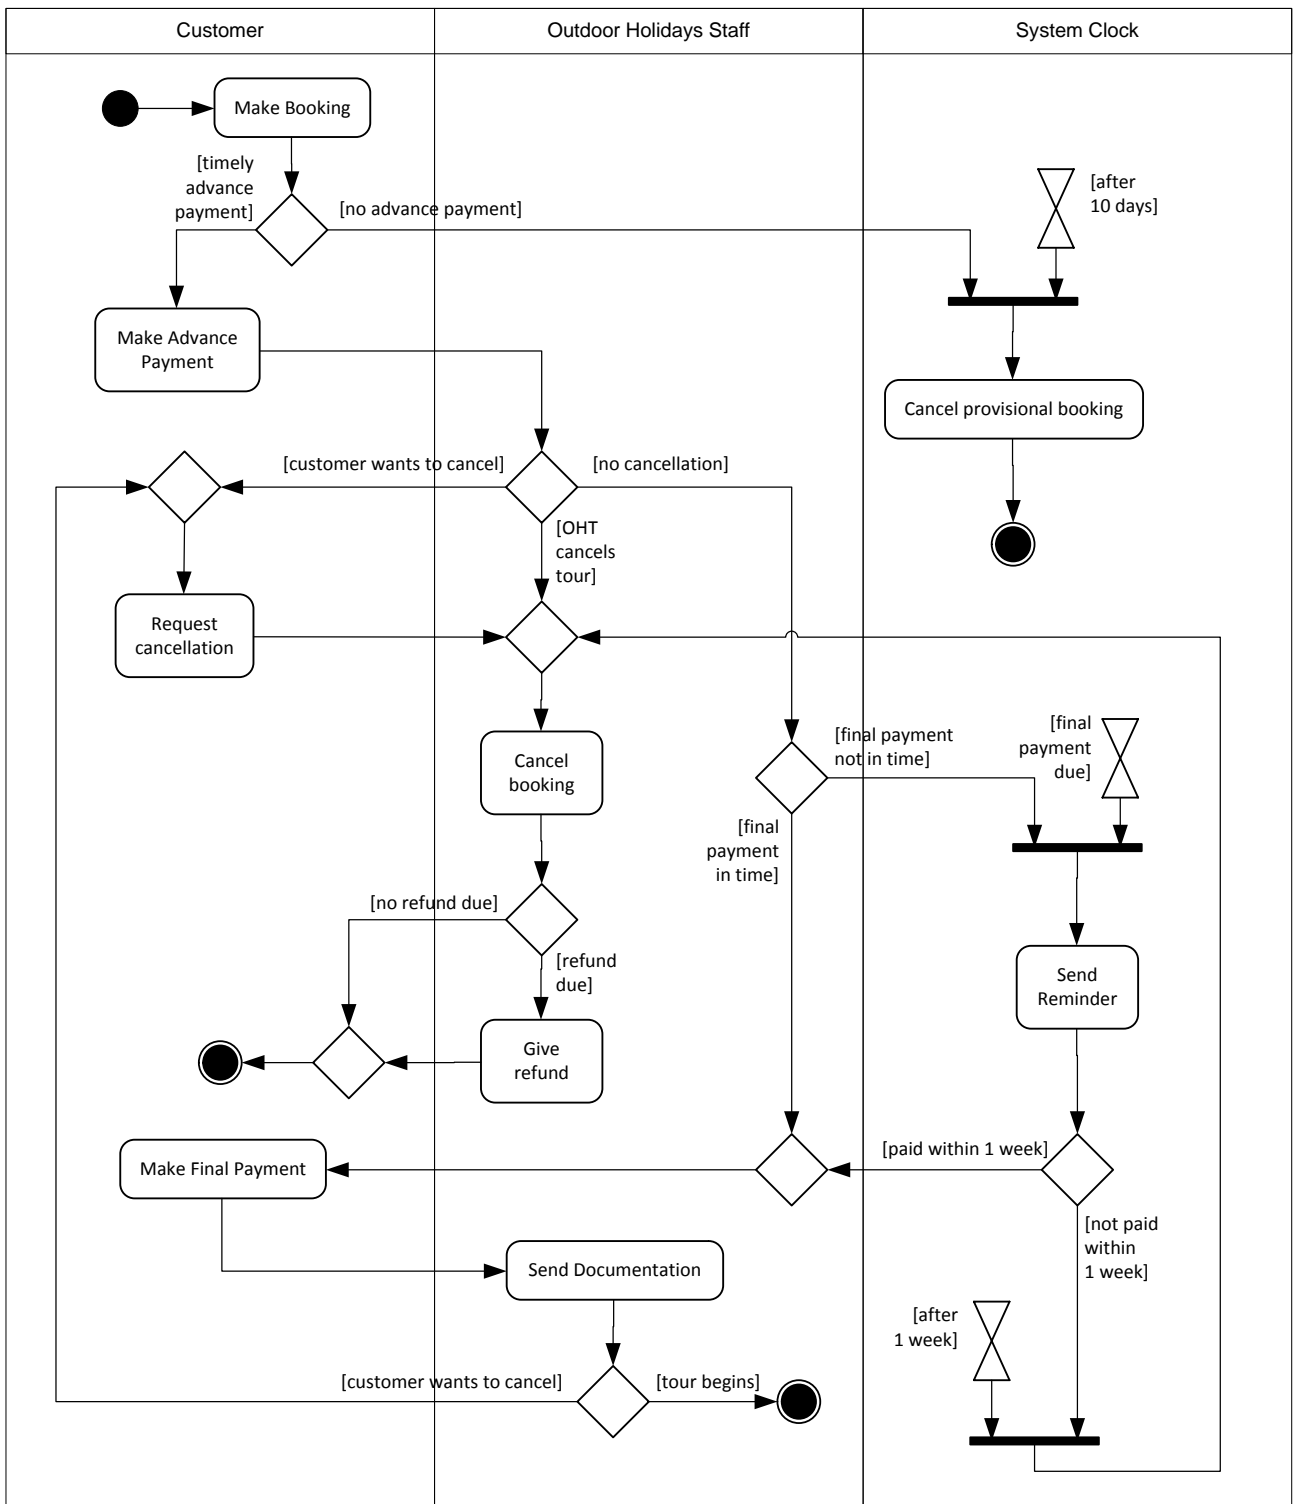 Customer
Outdoor Holidays Staff
System Clock
Make Booking
[timely
advance
payment]
[no advance payment]
[after
10 days]
Make Advance
Payment
Cancel provisional booking
[customer wants to cancel]
[no cancellation]
[OHT
cancels
tour]
Request
cancellation
[final payment
not in time]
[final
payment
due]
Cancel
booking
[final
payment
in time]
[no refund due]
[refund
due]
Send
Reminder
Give
refund
Make Final Payment
[paid within 1 week]
[not paid
within
1 week]
Send Documentation
[after
1 week]
[customer wants to cancel]
[tour begins]